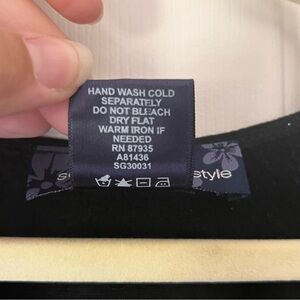 HAND WASH COLD
SEPARATELY
DO NOT BLEACH
DRY FLAT
WARM IRON IF
NEEDED
RN 87935
A81436
SG30031
style